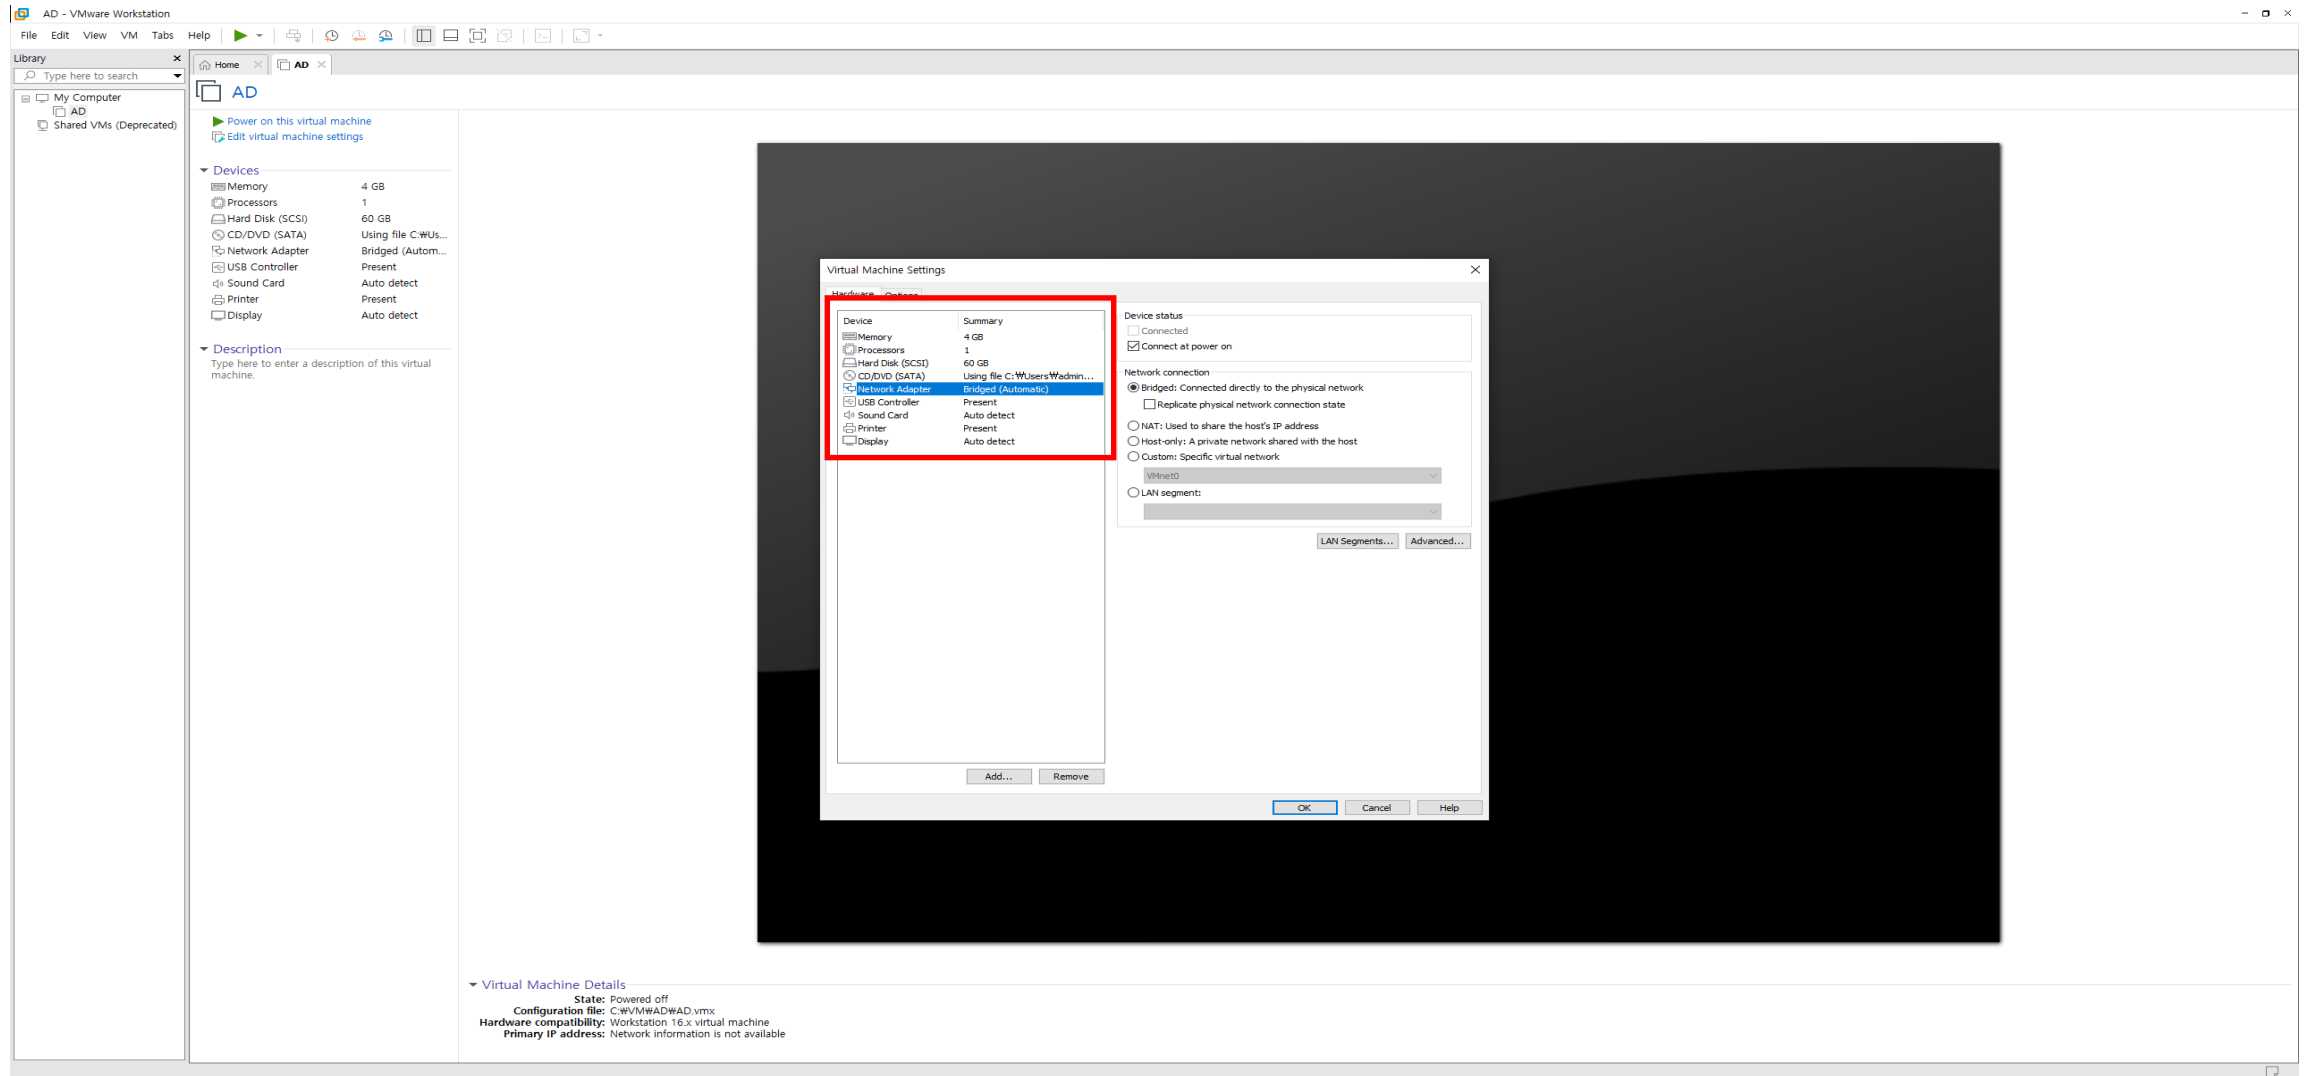 AD - VMware Workstation
File Edit View VM Tabs Help
Library
Type here to search
My Computer
AD
Shared VMs (Deprecated)
Home
AD
AD
Power on this virtual machine
Edit virtual machine settings
Devices
Memory 4 GB
Processors 1
Hard Disk (SCSI) 60 GB
CD/DVD (SATA) Using file C:₩Us...
Network Adapter Bridged (Autom...
USB Controller Present
Sound Card Auto detect
Printer Present
Display Auto detect
Description
Type here to enter a description of this virtual
machine.
Virtual Machine Settings
Hardware Options
Device Summary
Memory 4 GB
Processors 1
Hard Disk (SCSI) 60 GB
CD/DVD (SATA) Using file C:₩Users₩admin...
Network Adapter Bridged (Automatic)
USB Controller Present
Sound Card Auto detect
Printer Present
Display Auto detect
Add... Remove
Device status
Connected
Connect at power on
Network connection
Bridged: Connected directly to the physical network
Replicate physical network connection state
NAT: Used to share the host's IP address
Host-only: A private network shared with the host
Custom: Specific virtual network
VMnet0
LAN segment:
LAN Segments... Advanced...
OK Cancel Help
Virtual Machine Details
State: Powered off
Configuration file: C:₩VM₩AD₩AD.vmx
Hardware compatibility: Workstation 16.x virtual machine
Primary IP address: Network information is not available